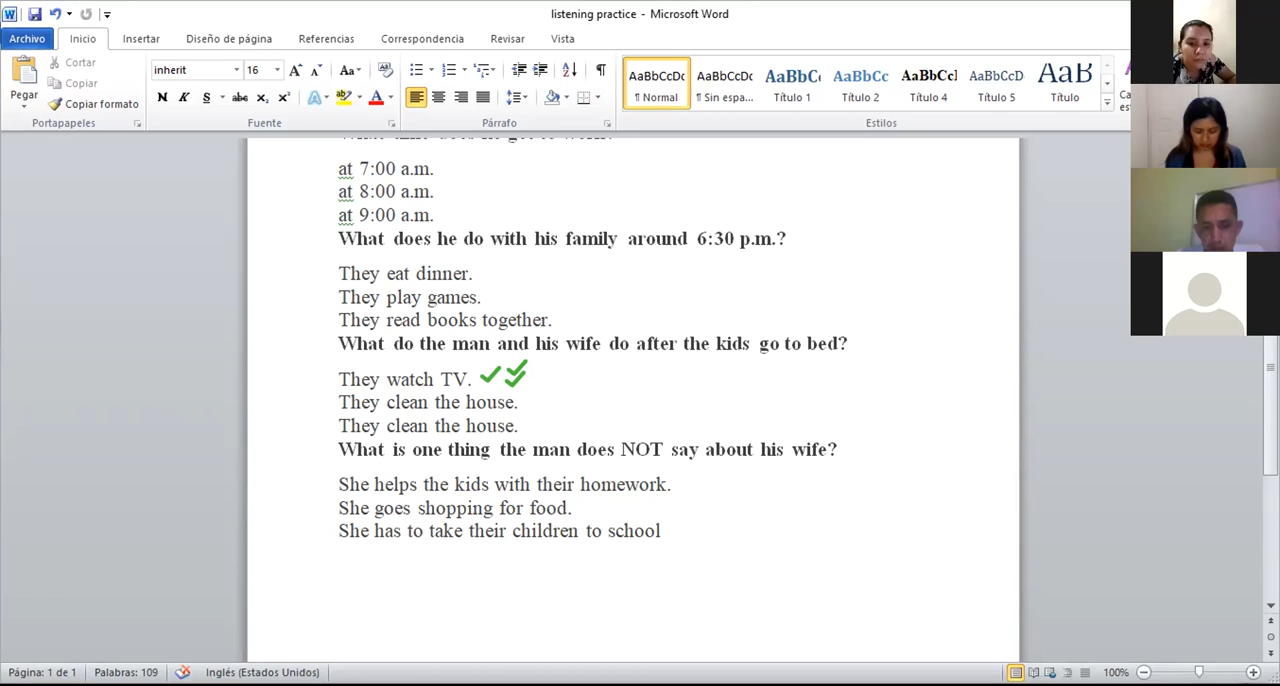 listening practice - Microsoft Word
Archivo Inicio Insertar Diseño de página Referencias Correspondencia Revisar Vista
Pegar
Cortar
Copiar
Copiar formato
Portapapeles
inherit 16
Fuente
Párrafo
AaBbCcDc AaBbCcDc AaBbC AaBbCc AaBbCcI AaBbCcD AaB
¶ Normal ¶ Sin espa... Título 1 Título 2 Título 4 Título 5 Título
Estilos
at 7:00 a.m.
at 8:00 a.m.
at 9:00 a.m.
What does he do with his family around 6:30 p.m.?
They eat dinner.
They play games.
They read books together.
What do the man and his wife do after the kids go to bed?
They watch TV.
They clean the house.
They clean the house.
What is one thing the man does NOT say about his wife?
She helps the kids with their homework.
She goes shopping for food.
She has to take their children to school
Página: 1 de 1 Palabras: 109 Inglés (Estados Unidos) 100%